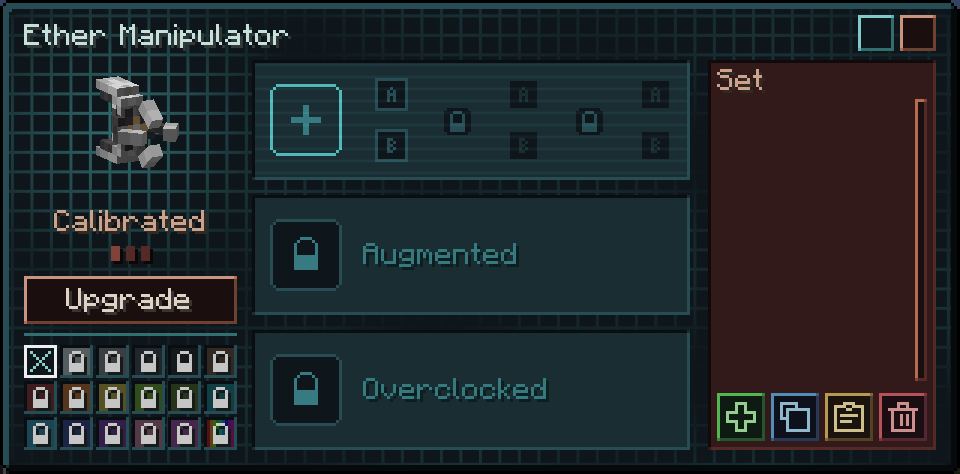 Ether Manipulator
Set
A A A
B B B
Calibrated
Augmented
Upgrade
Overclocked